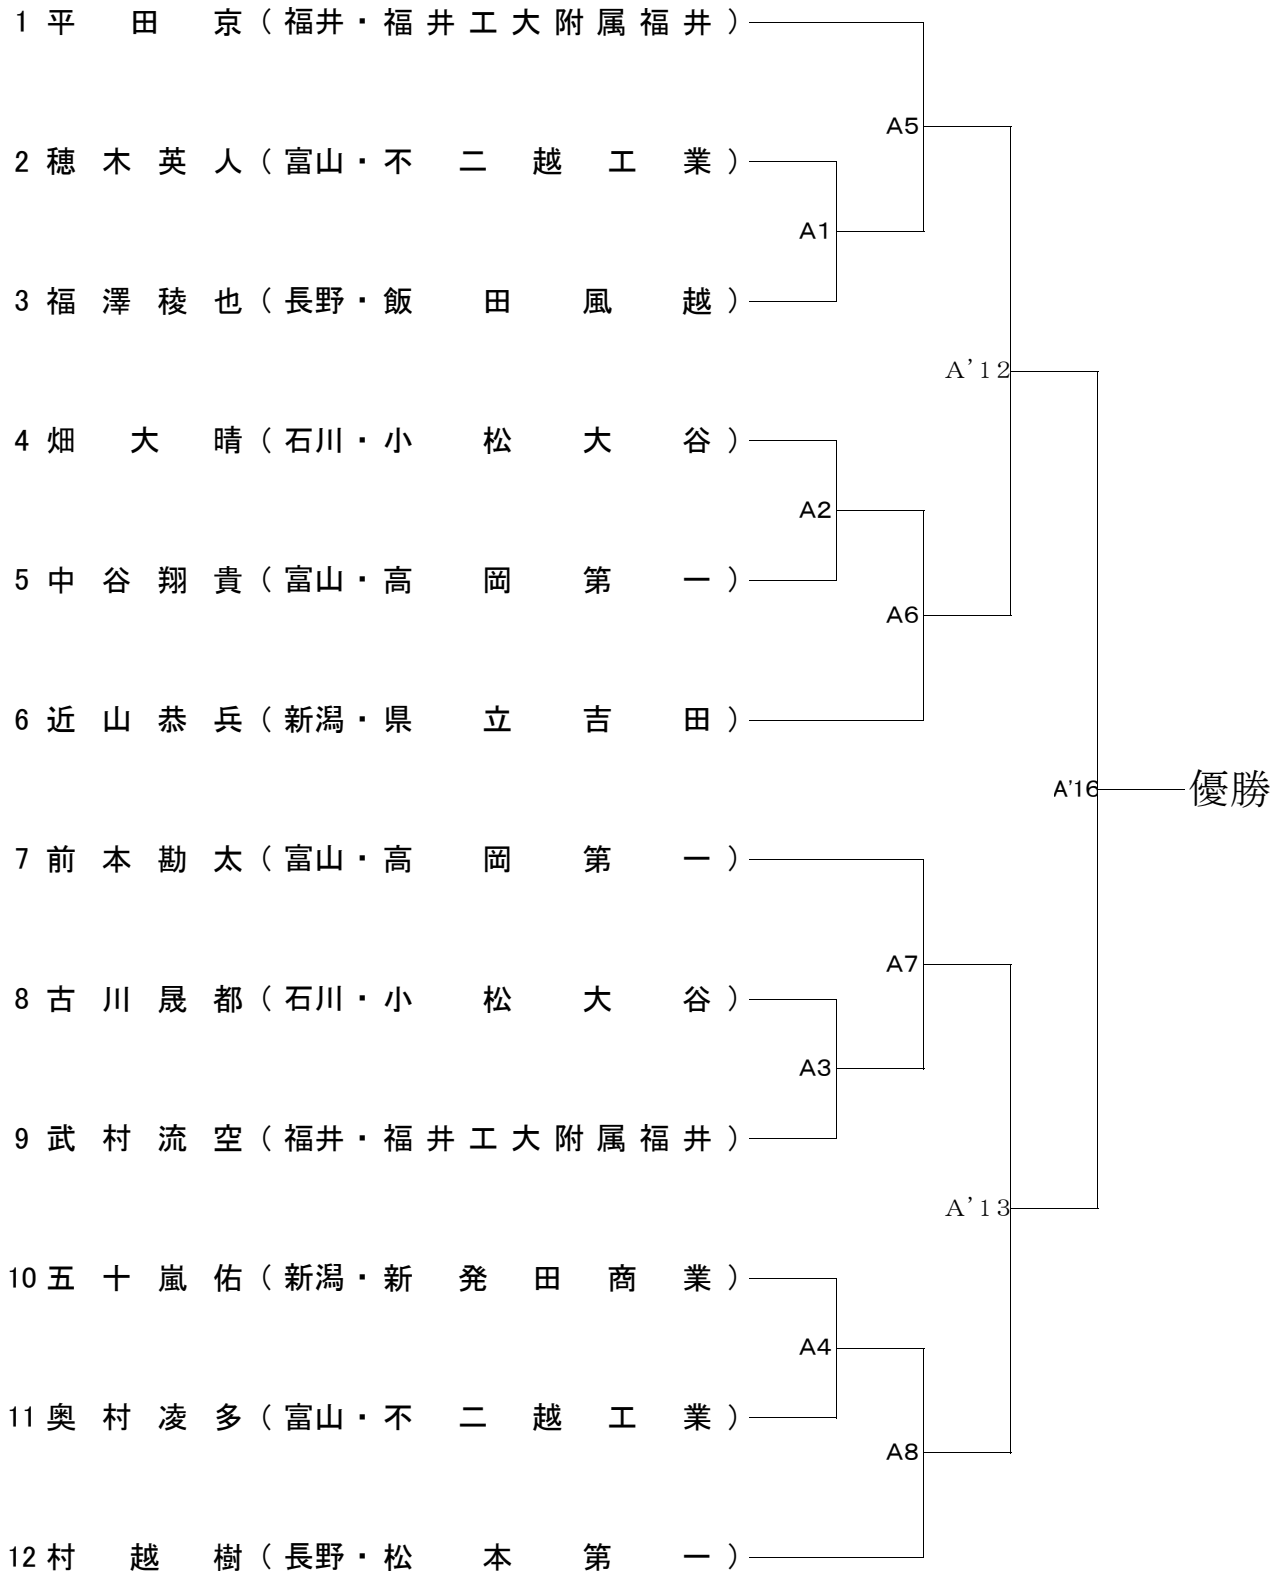 1 平田京(福井・福井工大附属福井)
A5
2 穂木英人(富山・不二越工業)
A1
3 福澤稜也(長野・飯田風越)
A’12
4 畑大晴(石川・小松大谷)
A2
5 中谷翔貴(富山・高岡第一)
A6
6 近山恭兵(新潟・県立吉田)
A'16 優勝
7 前本勘太(富山・高岡第一)
A7
8 古川晟都(石川・小松大谷)
A3
9 武村流空(福井・福井工大附属福井)
A’13
10 五十嵐佑(新潟・新発田商業)
A4
11 奥村凌多(富山・不二越工業)
A8
12 村越樹(長野・松本第一)